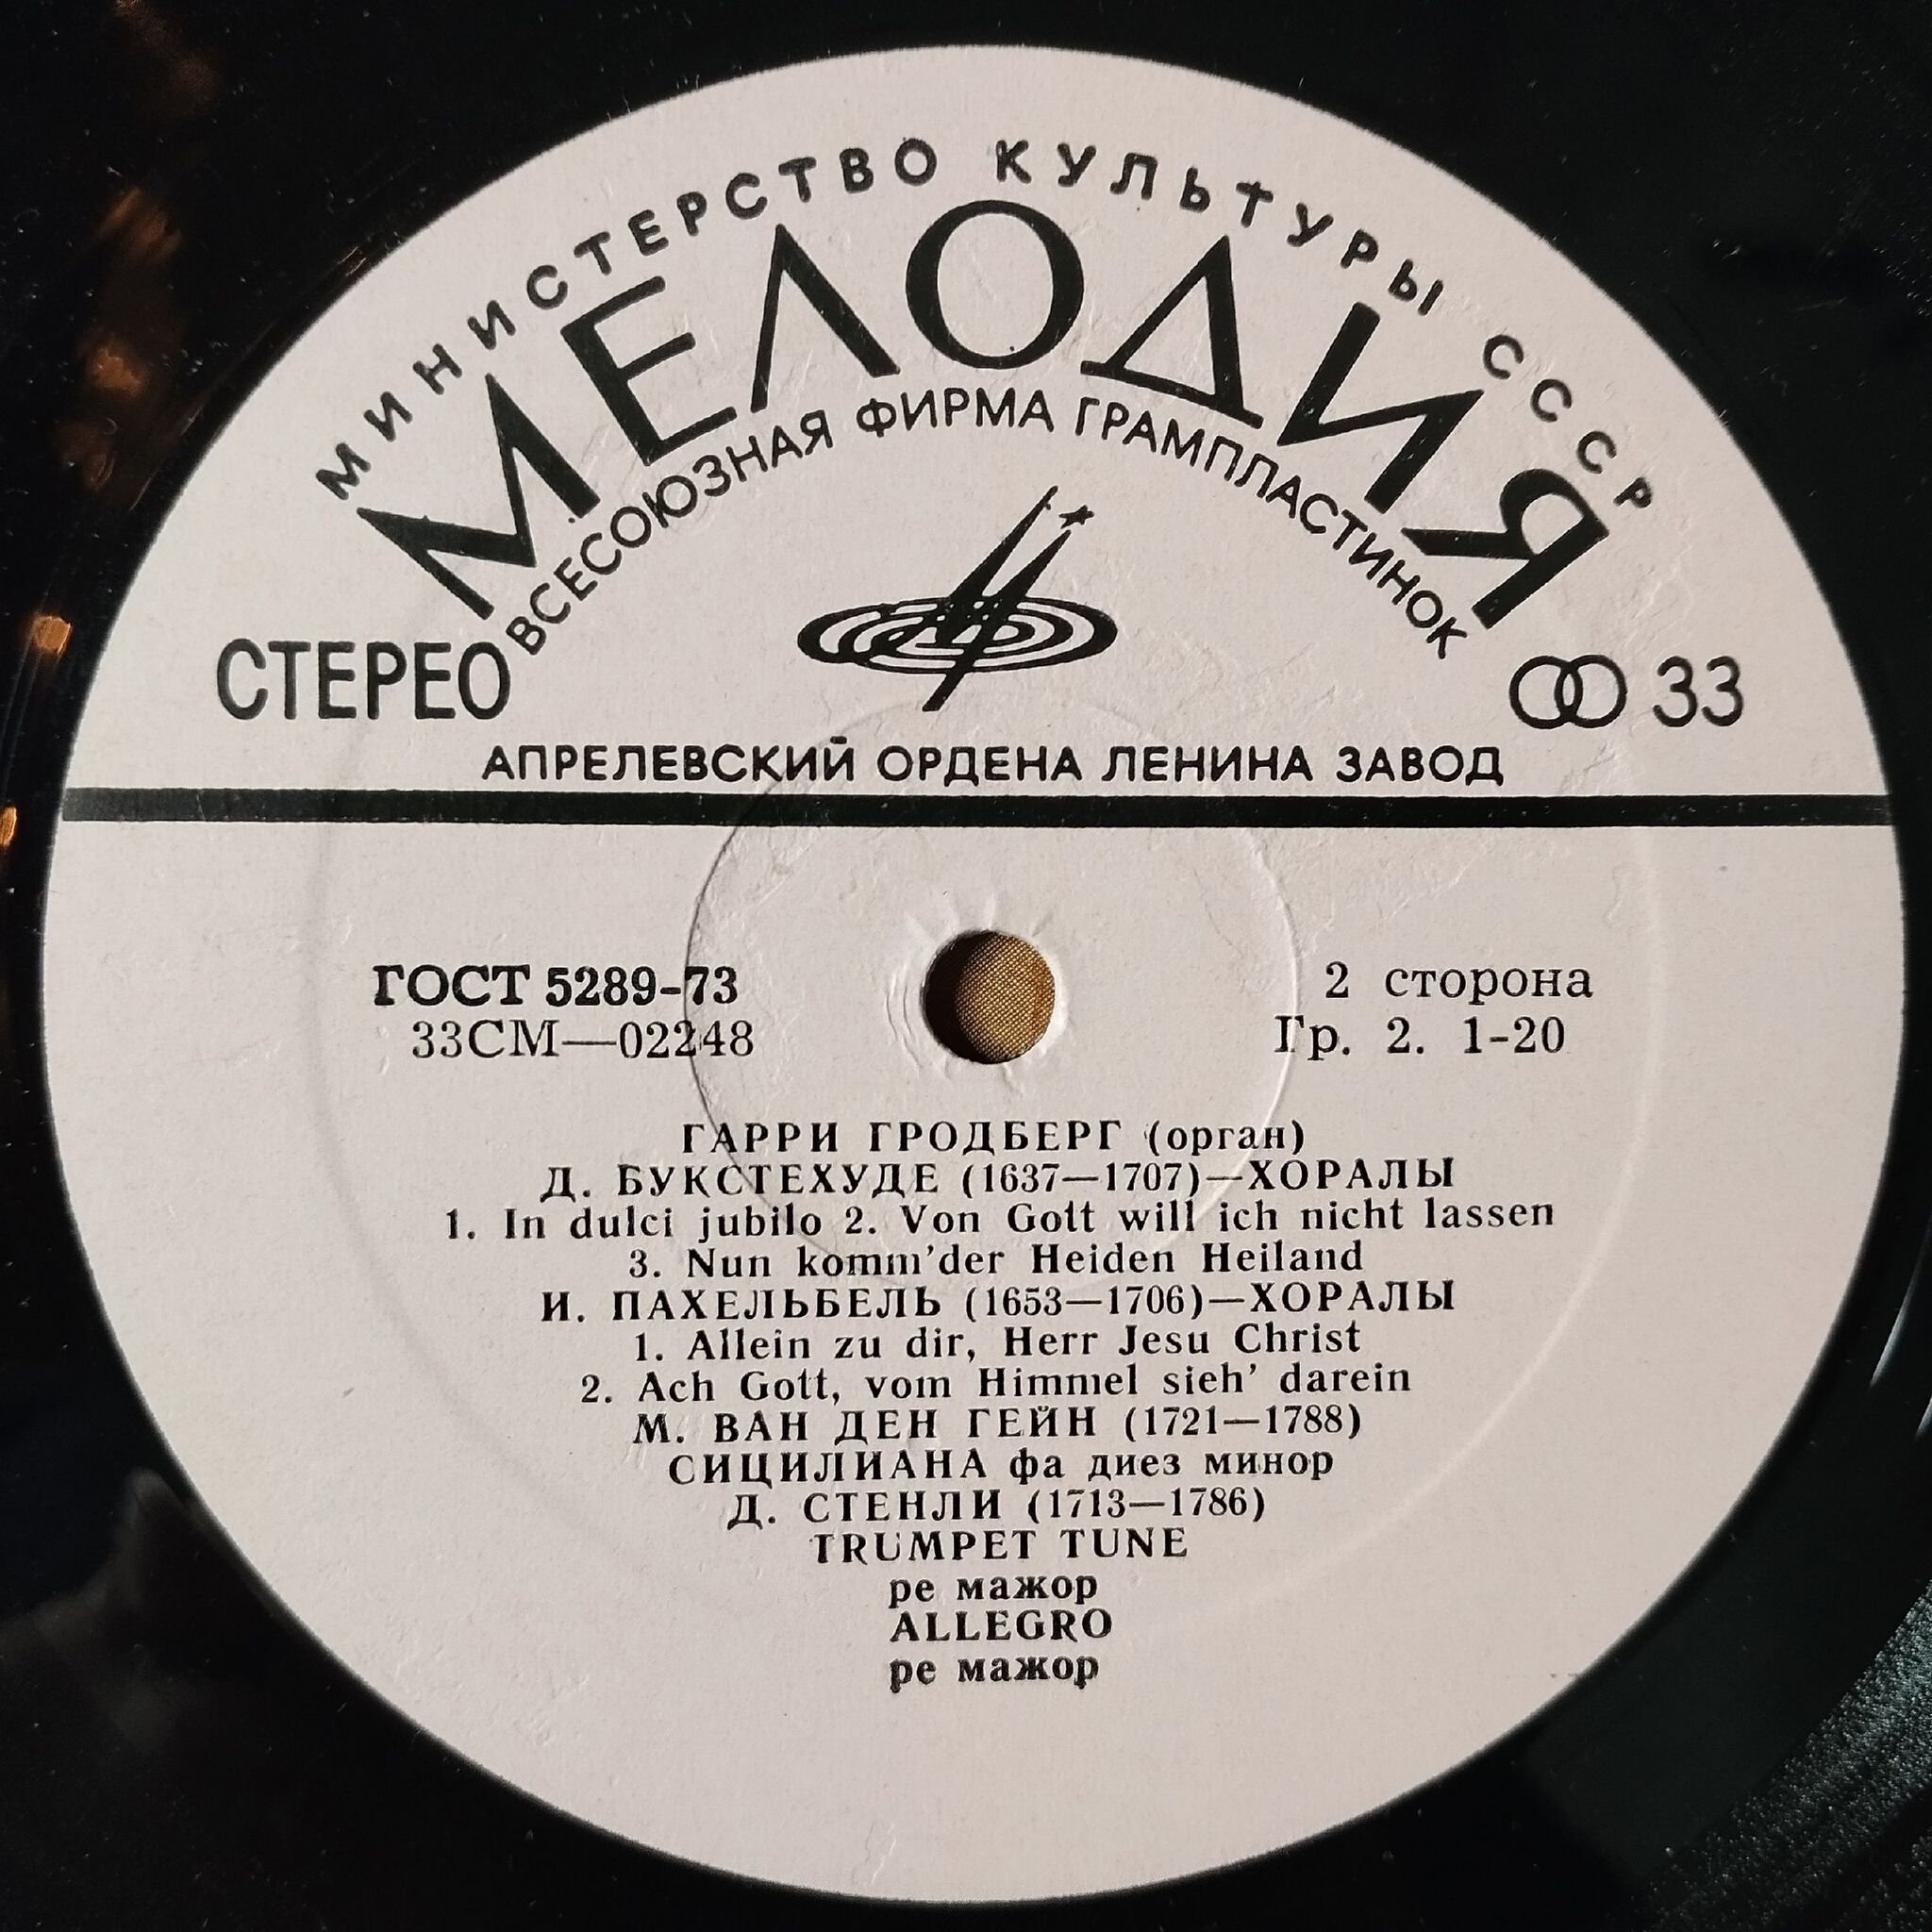 МИНИСТЕРСТВО КУЛЬТУРЫ СССР
МЕЛОДИЯ
ВСЕСОЮЗНАЯ ФИРМА ГРАМПЛАСТИНОК
СТЕРЕО
33
АПРЕЛЕВСКИЙ ОРДЕНА ЛЕНИНА ЗАВОД
ГОСТ 5289-73
33СМ—02248
2 сторона
Гр. 2. 1-20
ГАРРИ ГРОДБЕРГ (орган)
Д. БУКСТЕХУДЕ (1637—1707)—ХОРАЛЫ
1. In dulci jubilo 2. Von Gott will ich nicht lassen
3. Nun komm'der Heiden Heiland
И. ПАХЕЛЬБЕЛЬ (1653—1706)—ХОРАЛЫ
1. Allein zu dir, Herr Jesu Christ
2. Ach Gott, vom Himmel sieh' darein
М. ВАН ДЕН ГЕЙН (1721—1788)
СИЦИЛИАНА фа диез минор
Д. СТЕНЛИ (1713—1786)
TRUMPET TUNE
ре мажор
ALLEGRO
ре мажор